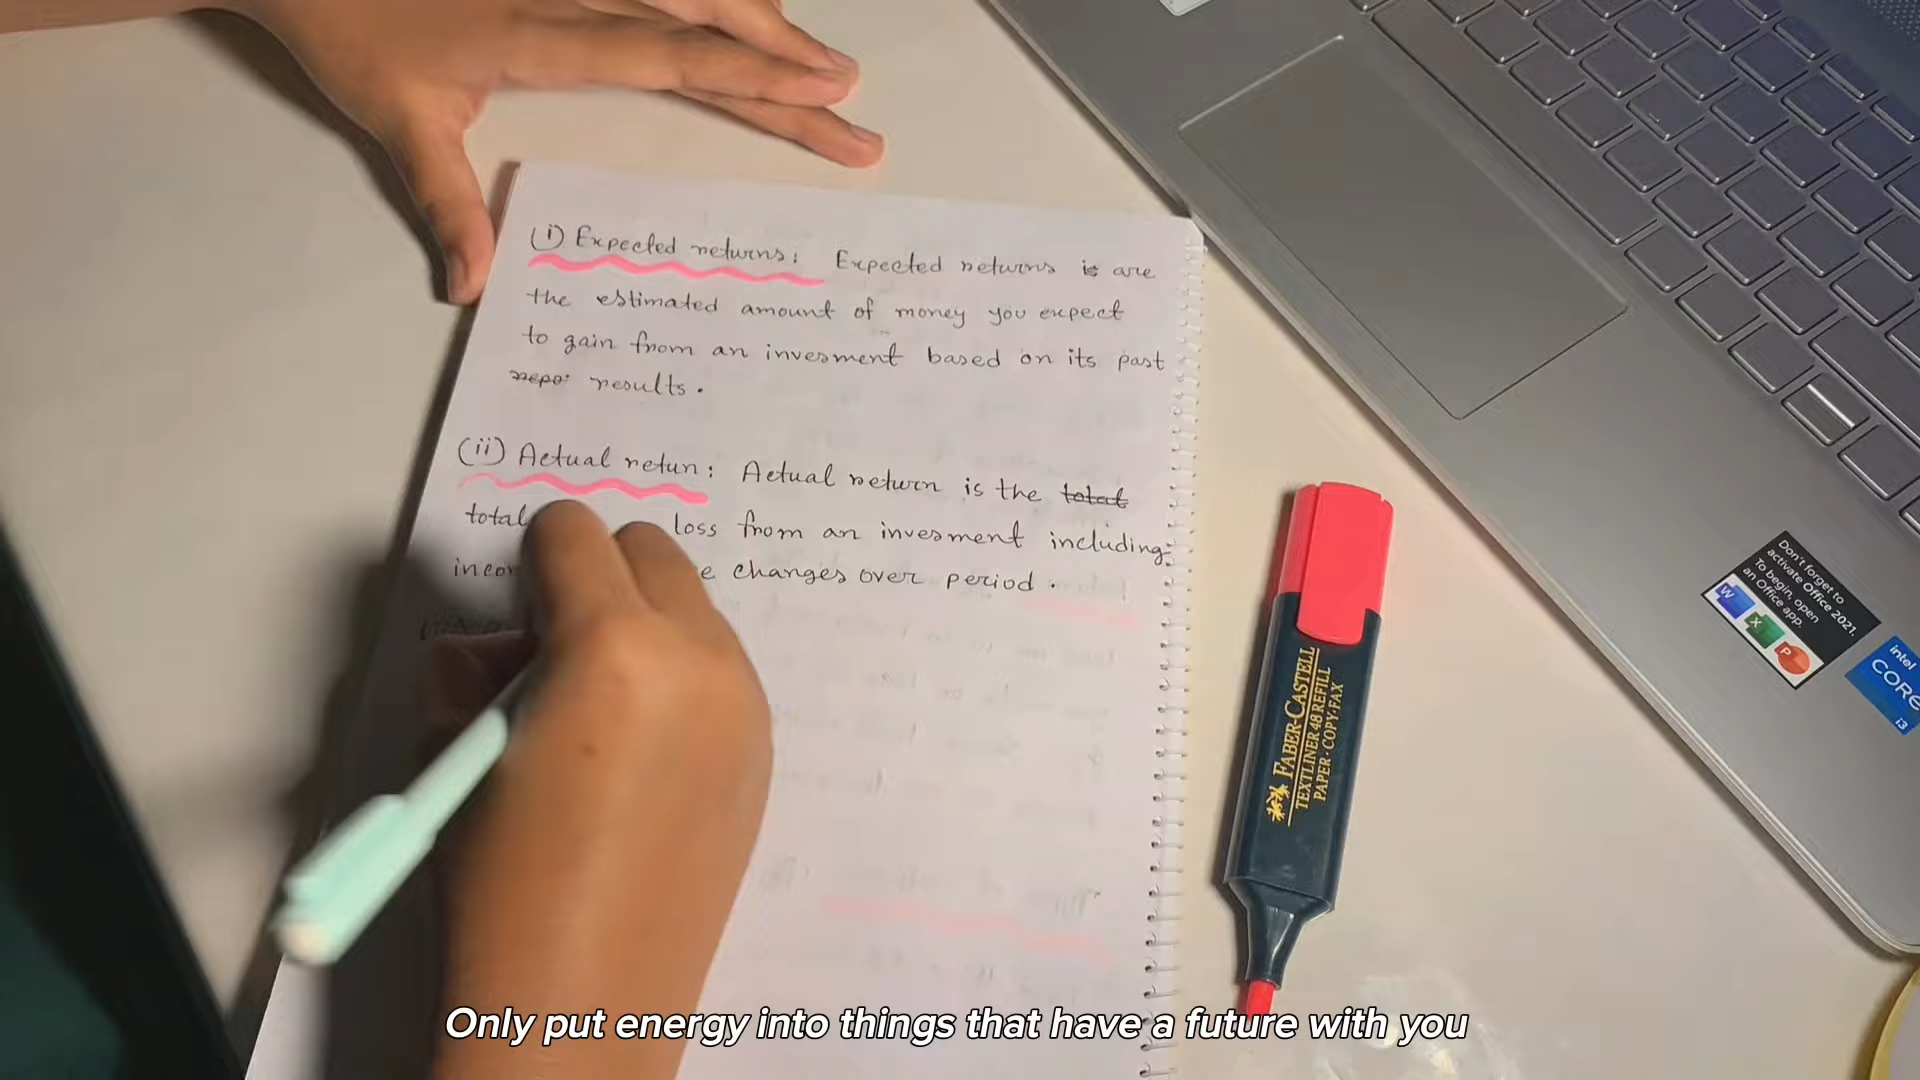 (i) Expected returns: Expected returns is are
the estimated amount of money you expect
to gain from an invesment based on its past
repo. results.
(ii) Actual retun: Actual return is the total
total loss from an invesment including
changes over period.
Don't forget to
activate Office 2021.
To begin, open
an Office app.
W
X
P
intel
CORE
i3
FABER-CASTELL
TEXTLINER 48 REFILL
PAPER · COPY · FAX
Only put energy into things that have a future with you